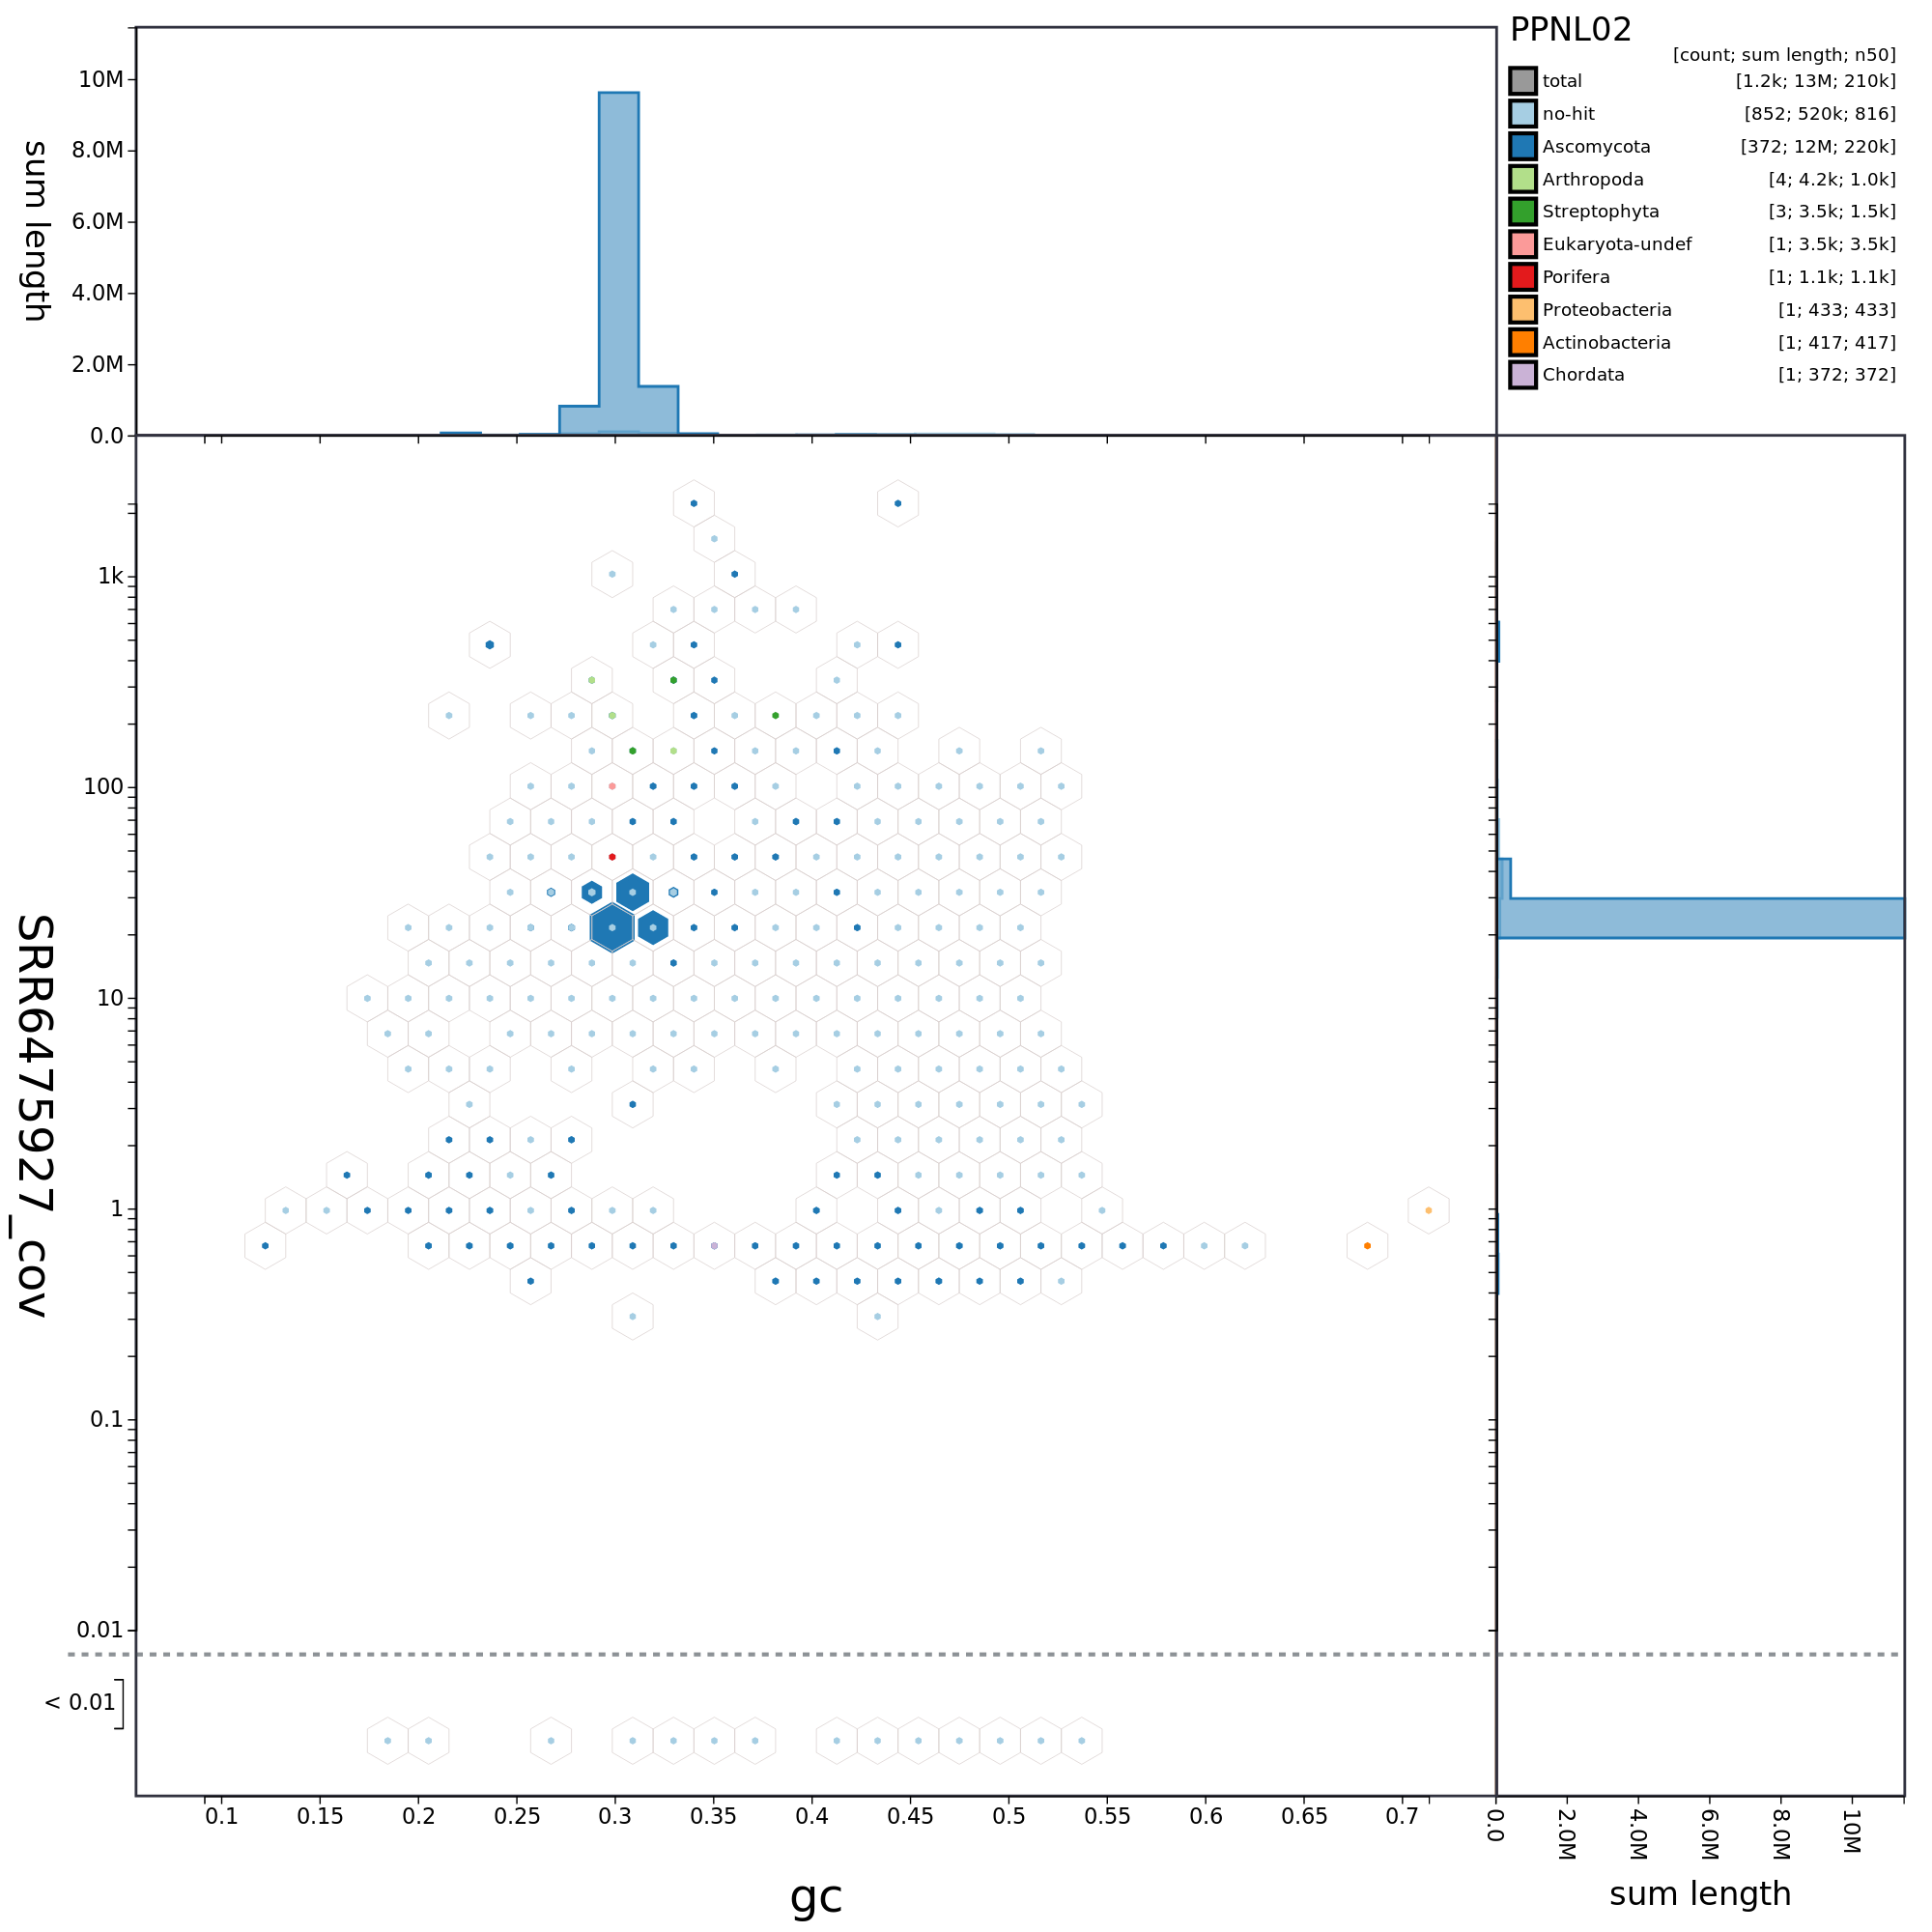 PPNL02
[count; sum length; n50]
total [1.2k; 13M; 210k]
no-hit [852; 520k; 816]
Ascomycota [372; 12M; 220k]
Arthropoda [4; 4.2k; 1.0k]
Streptophyta [3; 3.5k; 1.5k]
Eukaryota-undef [1; 3.5k; 3.5k]
Porifera [1; 1.1k; 1.1k]
Proteobacteria [1; 433; 433]
Actinobacteria [1; 417; 417]
Chordata [1; 372; 372]
sum length
10M
8.0M
6.0M
4.0M
2.0M
0.0
SRR6475927_cov
1k
100
10
1
0.1
0.01
< 0.01
0.1 0.15 0.2 0.25 0.3 0.35 0.4 0.45 0.5 0.55 0.6 0.65 0.7
gc
0.0 2.0M 4.0M 6.0M 8.0M 10M
sum length